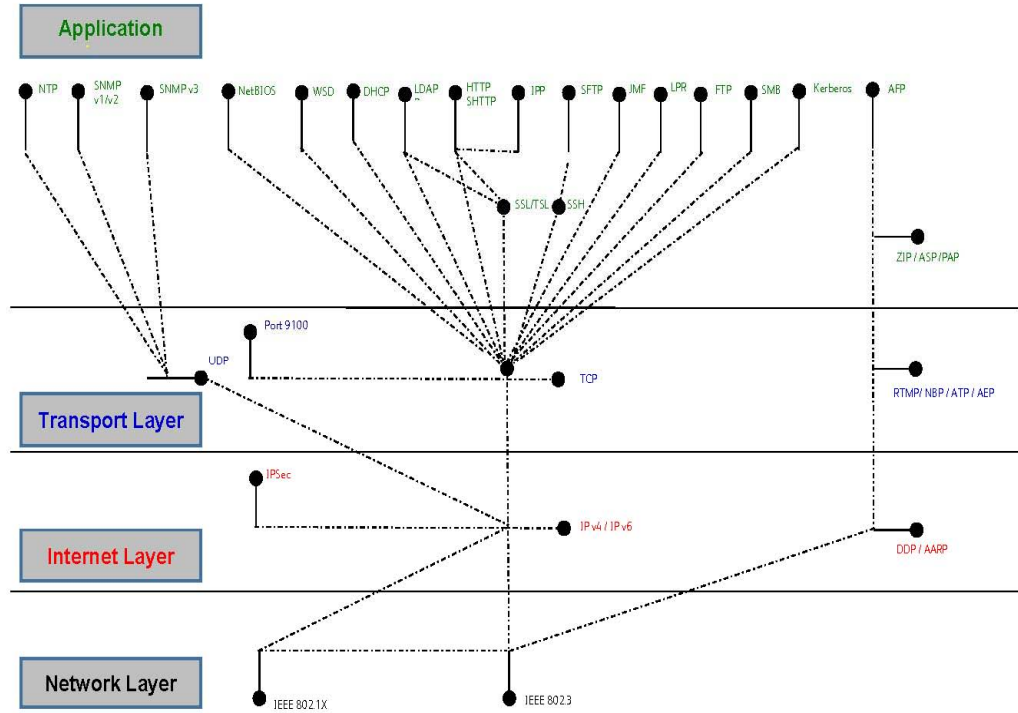 Application
NTP
SNMP
v1/v2
SNMP v3
NetBIOS
WSD
DHCP
LDAP
~
HTTP
SHTTP
IPP
SFTP
JMF
LPR
FTP
SMB
Kerberos
AFP
SSL/TSL
SSH
ZIP / ASP /PAP
Port 9100
UDP
TCP
RTMP/ NBP / ATP / AEP
Transport Layer
IPSec
IP v4 / IP v6
DDP / AARP
Internet Layer
Network Layer
IEEE 802.1X
IEEE 802.3